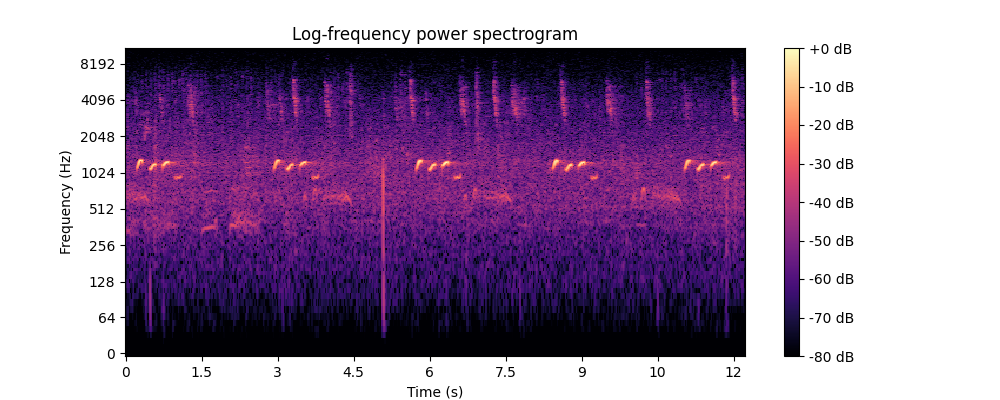 Log-frequency power spectrogram
Frequency (Hz)
8192
4096
2048
1024
512
256
128
64
0
0 1.5 3 4.5 6 7.5 9 10 12
Time (s)
+0 dB
-10 dB
-20 dB
-30 dB
-40 dB
-50 dB
-60 dB
-70 dB
-80 dB